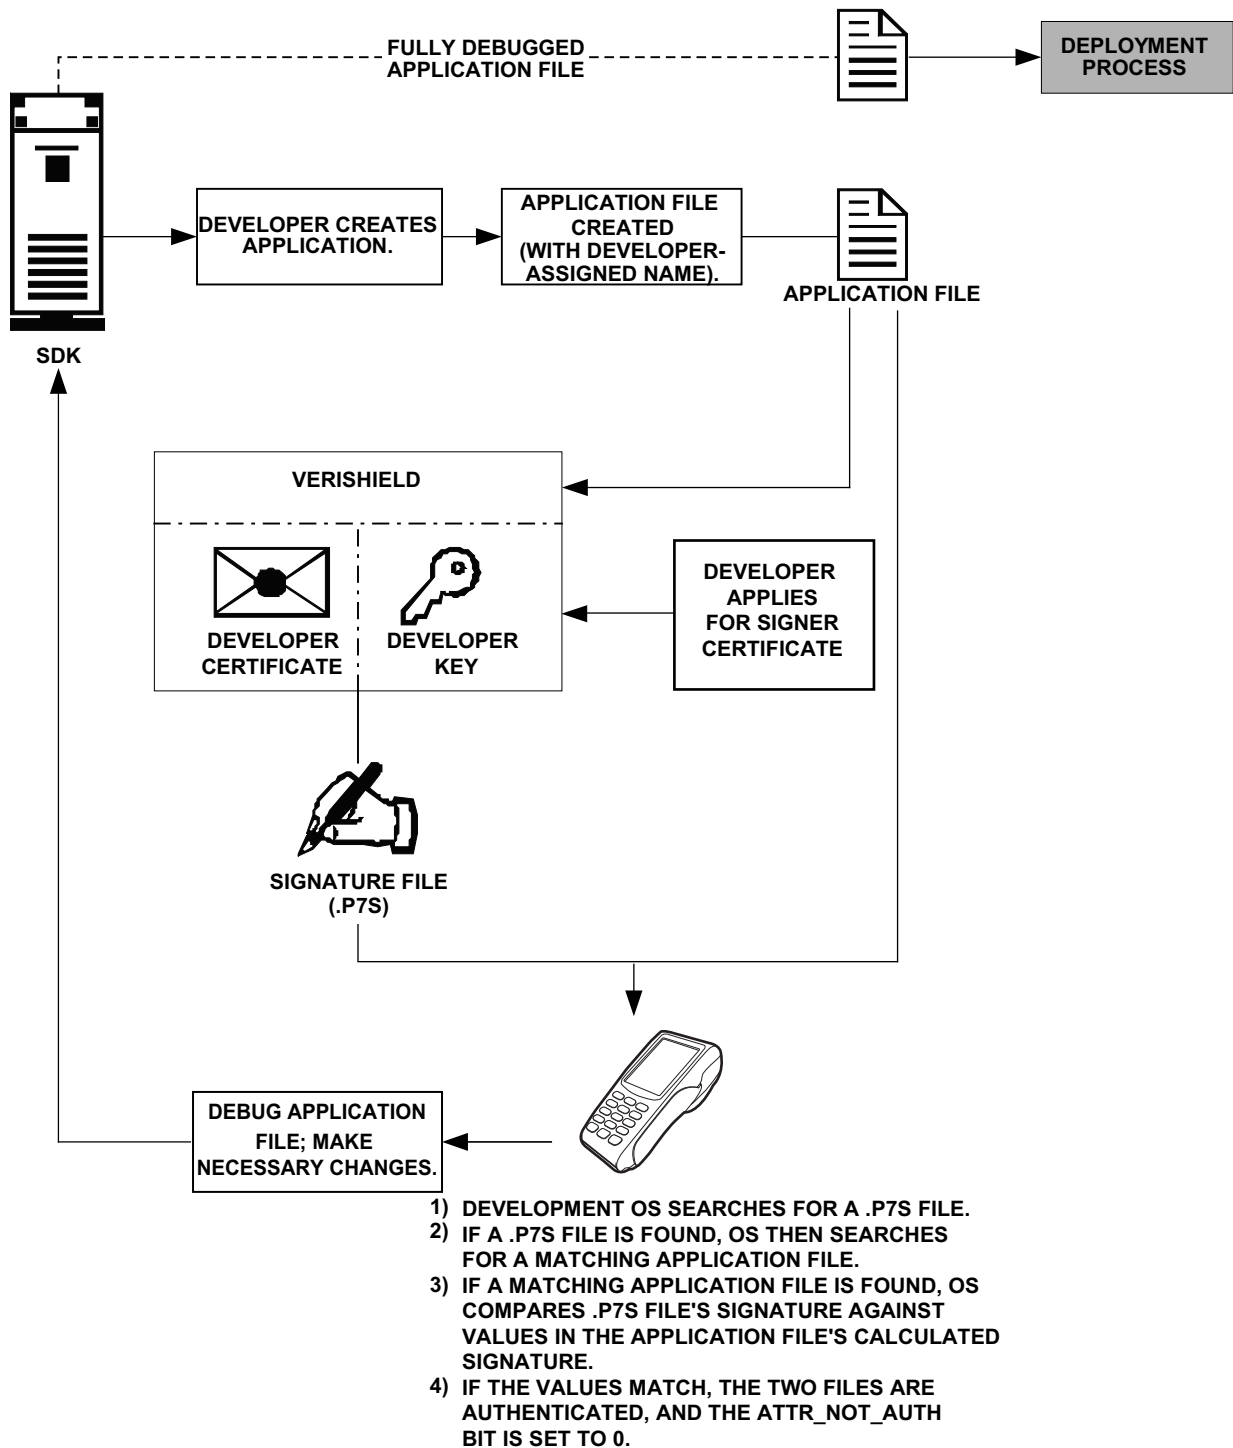 FULLY DEBUGGED
APPLICATION FILE
DEPLOYMENT
PROCESS
DEVELOPER CREATES
APPLICATION.
APPLICATION FILE
CREATED
(WITH DEVELOPER-
ASSIGNED NAME).
APPLICATION FILE
SDK
VERISHIELD
DEVELOPER
CERTIFICATE
DEVELOPER
KEY
DEVELOPER
APPLIES
FOR SIGNER
CERTIFICATE
SIGNATURE FILE
(.P7S)
DEBUG APPLICATION
FILE; MAKE
NECESSARY CHANGES.
1) DEVELOPMENT OS SEARCHES FOR A .P7S FILE.
2) IF A .P7S FILE IS FOUND, OS THEN SEARCHES
FOR A MATCHING APPLICATION FILE.
3) IF A MATCHING APPLICATION FILE IS FOUND, OS
COMPARES .P7S FILE'S SIGNATURE AGAINST
VALUES IN THE APPLICATION FILE'S CALCULATED
SIGNATURE.
4) IF THE VALUES MATCH, THE TWO FILES ARE
AUTHENTICATED, AND THE ATTR_NOT_AUTH
BIT IS SET TO 0.